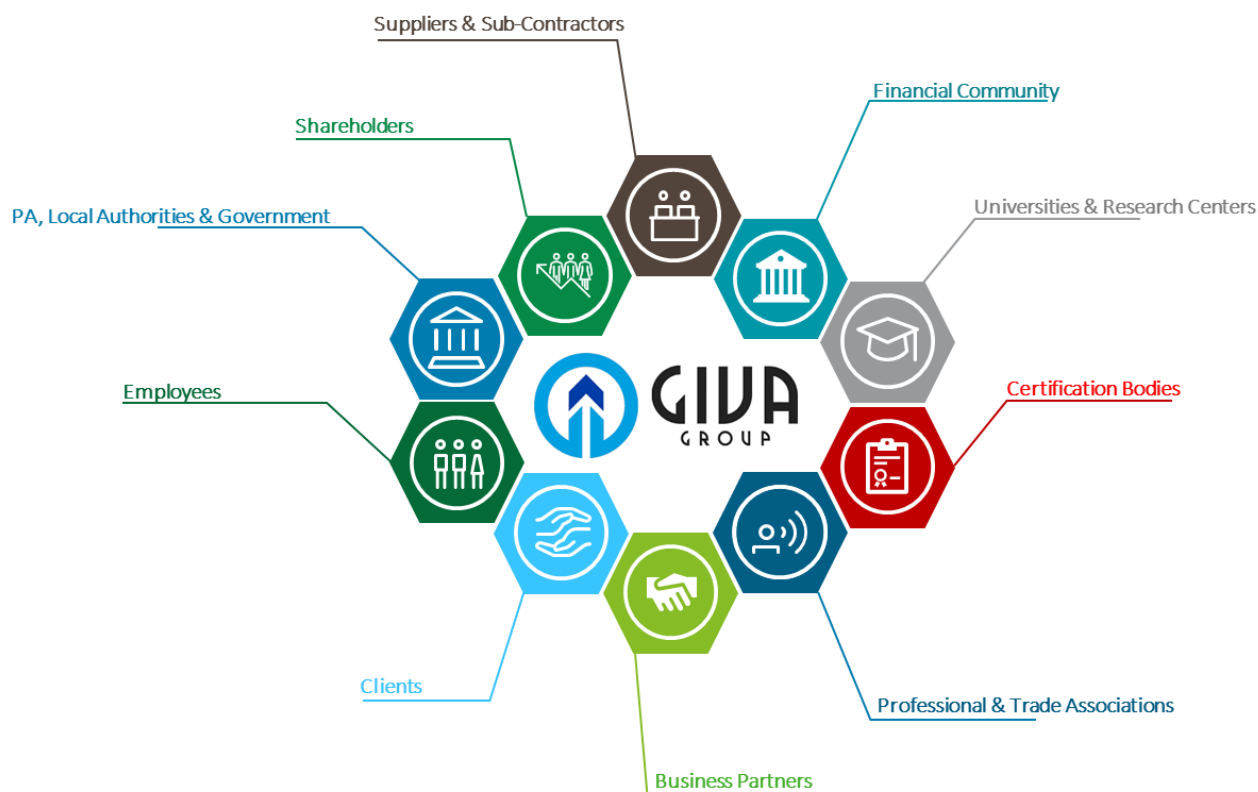 Suppliers & Sub-Contractors
Financial Community
Shareholders
Universities & Research Centers
PA, Local Authorities & Government
Employees
Certification Bodies
GIVA
GROUP
Clients
Professional & Trade Associations
Business Partners